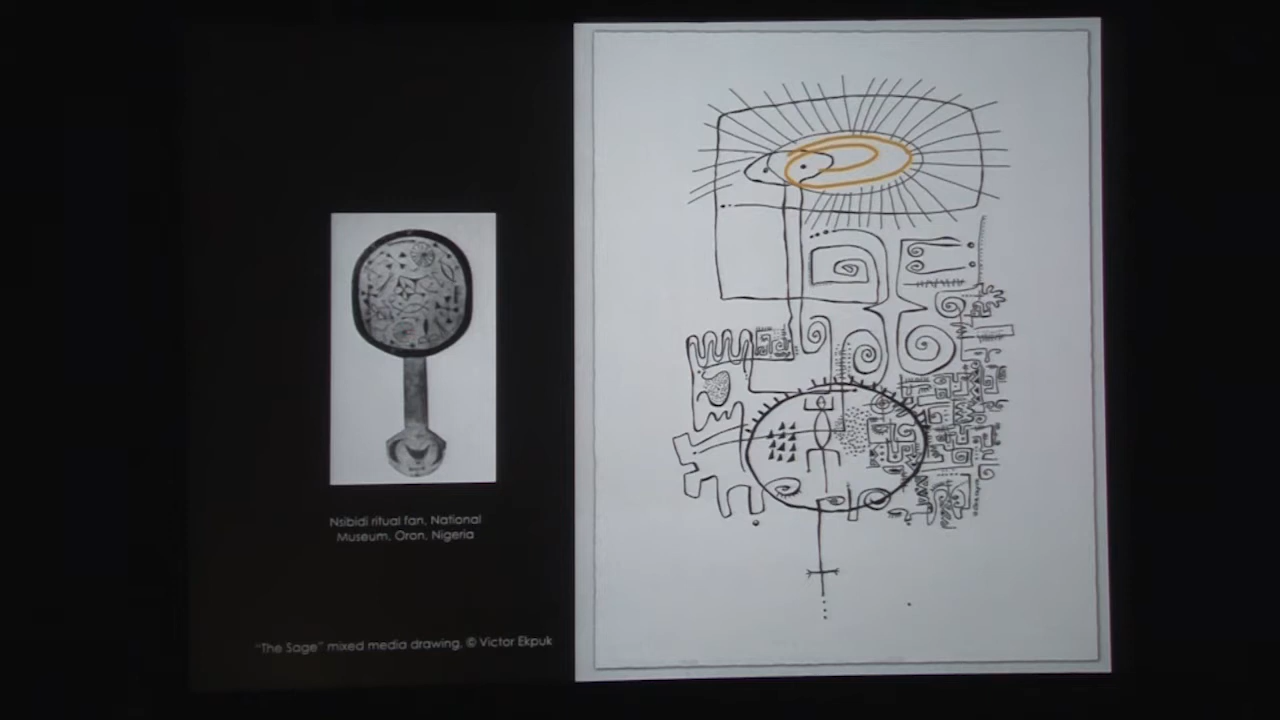 Nsibidi ritual fan, National
Museum, Oron, Nigeria
“The Sage” mixed media drawing, © Victor Ekpuk